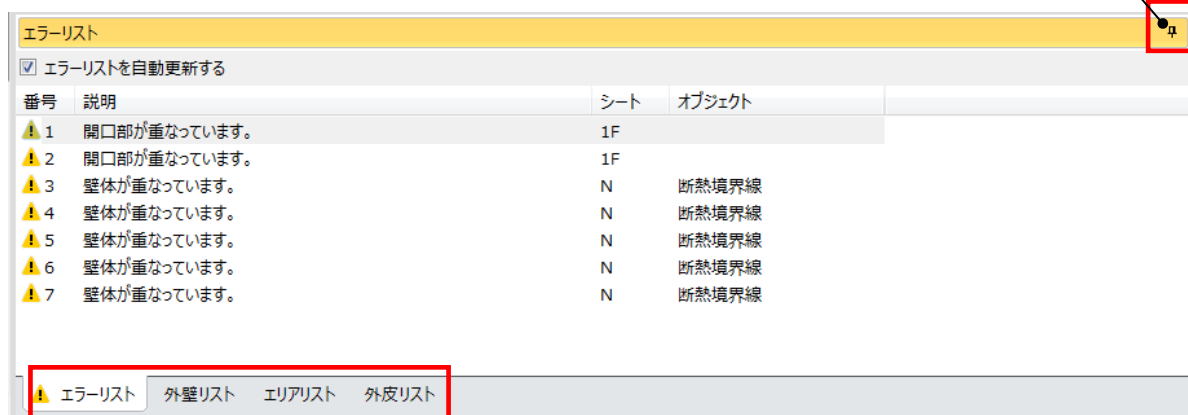 エラーリスト
エラーリストを自動更新する
番号 説明 シート オブジェクト
1 開口部が重なっています。 1F
2 開口部が重なっています。 1F
3 壁体が重なっています。 N 断熱境界線
4 壁体が重なっています。 N 断熱境界線
5 壁体が重なっています。 N 断熱境界線
6 壁体が重なっています。 N 断熱境界線
7 壁体が重なっています。 N 断熱境界線
エラーリスト 外壁リスト エリアリスト 外皮リスト